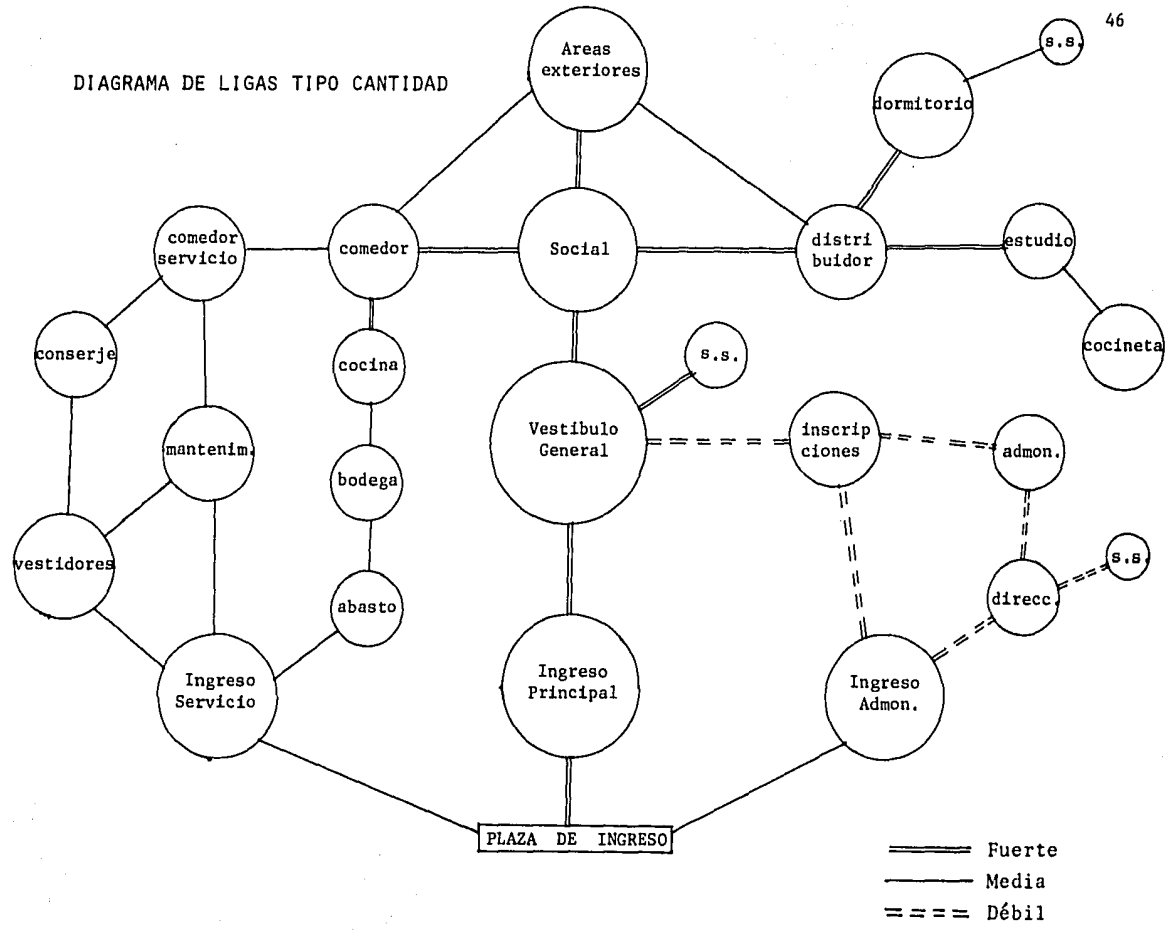 46
DIAGRAMA DE LIGAS TIPO CANTIDAD
Areas
exteriores
s.s.
dormitorio
comedor
servicio
comedor
Social
distri
buidor
estudio
conserje
cocina
s.s.
cocineta
mantenim.
bodega
Vestíbulo
General
inscrip
ciones
admon.
vestidores
abasto
direcc.
s.s.
Ingreso
Servicio
Ingreso
Principal
Ingreso
Admon.
PLAZA DE INGRESO
Fuerte
Media
Débil